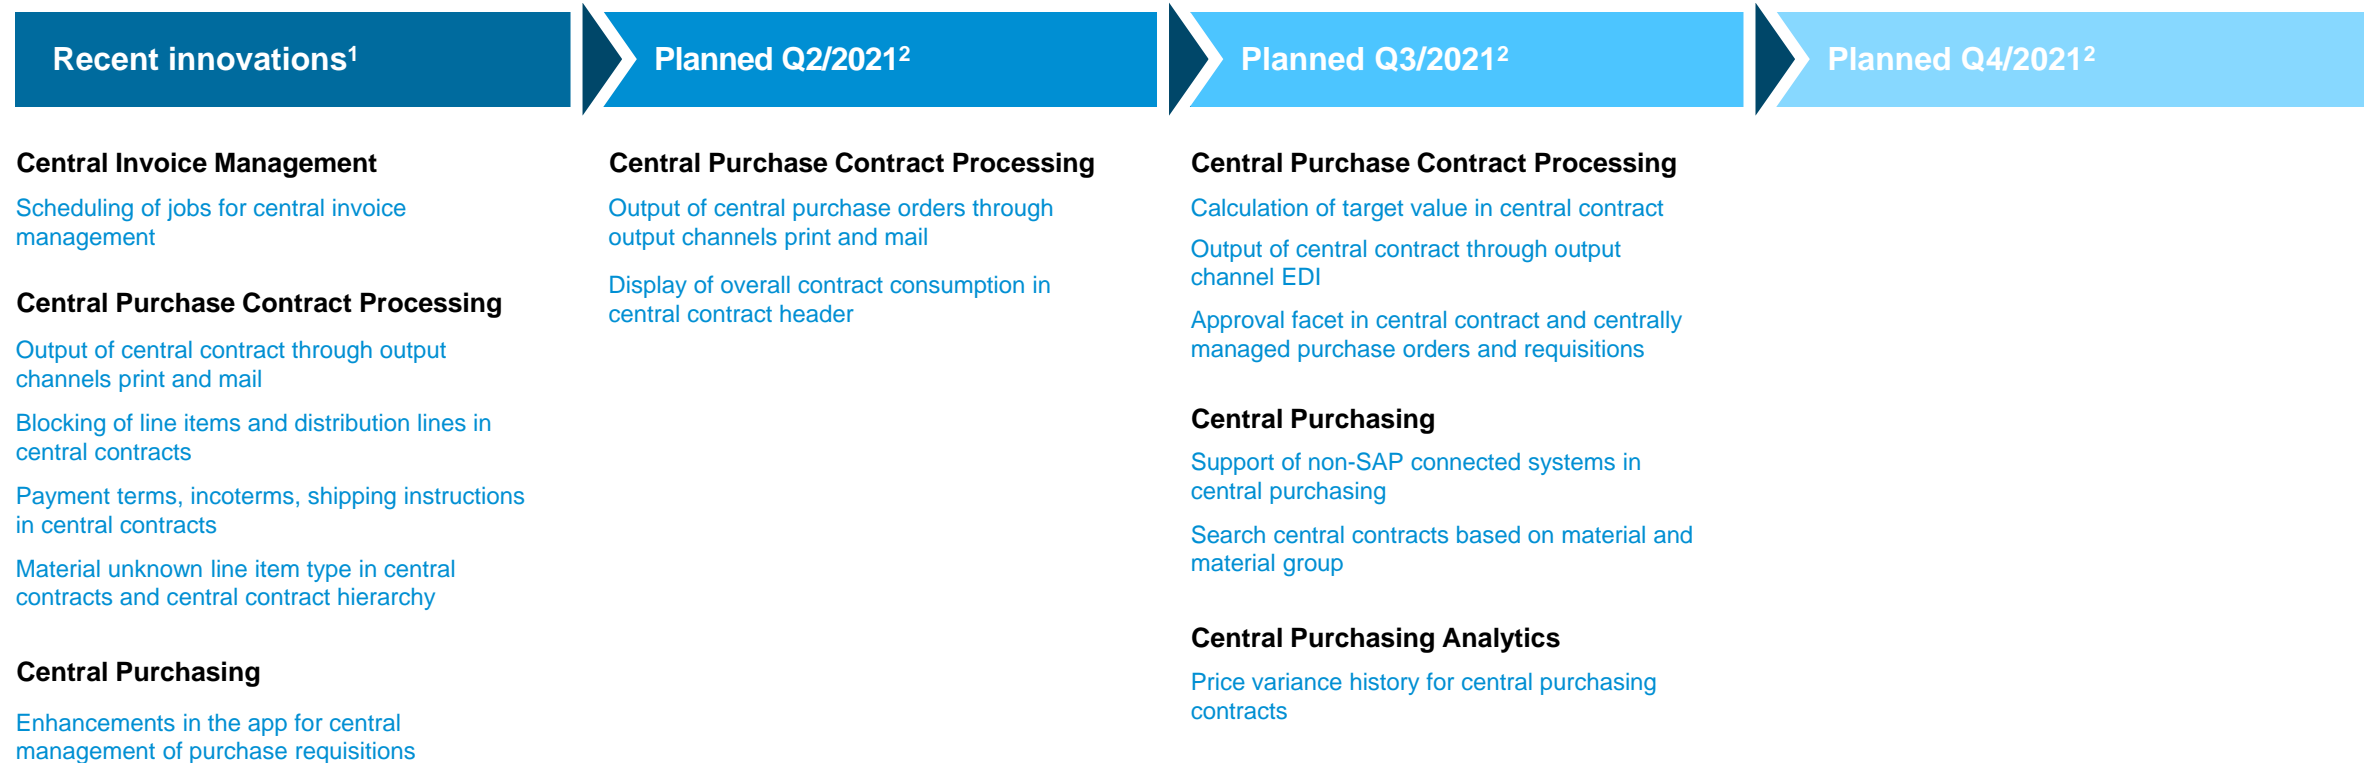 Recent innovations¹
Planned Q2/2021²
Planned Q3/2021²
Planned Q4/2021²
Central Invoice Management
Scheduling of jobs for central invoice
management
Central Purchase Contract Processing
Output of central contract through output
channels print and mail
Blocking of line items and distribution lines in
central contracts
Payment terms, incoterms, shipping instructions
in central contracts
Material unknown line item type in central
contracts and central contract hierarchy
Central Purchasing
Enhancements in the app for central
management of purchase requisitions
Central Purchase Contract Processing
Output of central purchase orders through
output channels print and mail
Display of overall contract consumption in
central contract header
Central Purchase Contract Processing
Calculation of target value in central contract
Output of central contract through output
channel EDI
Approval facet in central contract and centrally
managed purchase orders and requisitions
Central Purchasing
Support of non-SAP connected systems in
central purchasing
Search central contracts based on material and
material group
Central Purchasing Analytics
Price variance history for central purchasing
contracts